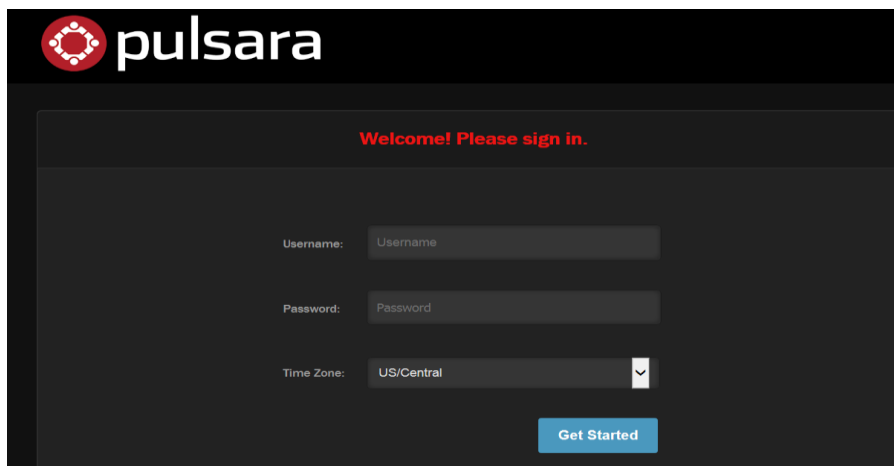 pulsara
Welcome! Please sign in.
Username: Username
Password: Password
Time Zone: US/Central
Get Started